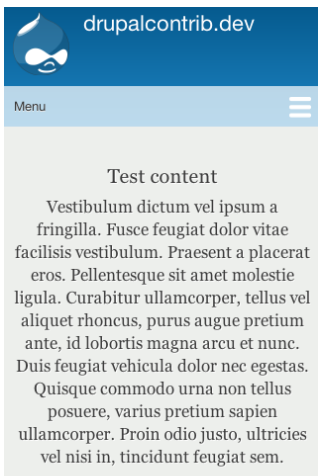 drupalcontrib.dev
Menu
Test content
Vestibulum dictum vel ipsum a
fringilla. Fusce feugiat dolor vitae
facilisis vestibulum. Praesent a placerat
eros. Pellentesque sit amet molestie
ligula. Curabitur ullamcorper, tellus vel
aliquet rhoncus, purus augue pretium
ante, id lobortis magna arcu et nunc.
Duis feugiat vehicula dolor nec egestas.
Quisque commodo urna non tellus
posuere, varius pretium sapien
ullamcorper. Proin odio justo, ultricies
vel nisi in, tincidunt feugiat sem.